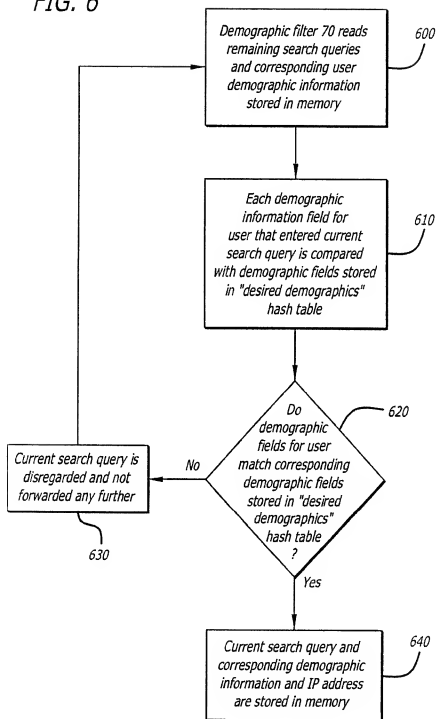 FIG. 6
Demographic filter 70 reads
remaining search queries
and corresponding user
demographic information
stored in memory
600
Each demographic
information field for
user that entered current
search query is compared
with demographic fields stored
in "desired demographics"
hash table
610
Do
demographic
fields for user
match corresponding
demographic fields
stored in "desired
demographics"
hash table
?
620
No
Current search query is
disregarded and not
forwarded any further
630
Yes
Current search query and
corresponding demographic
information and IP address
are stored in memory
640